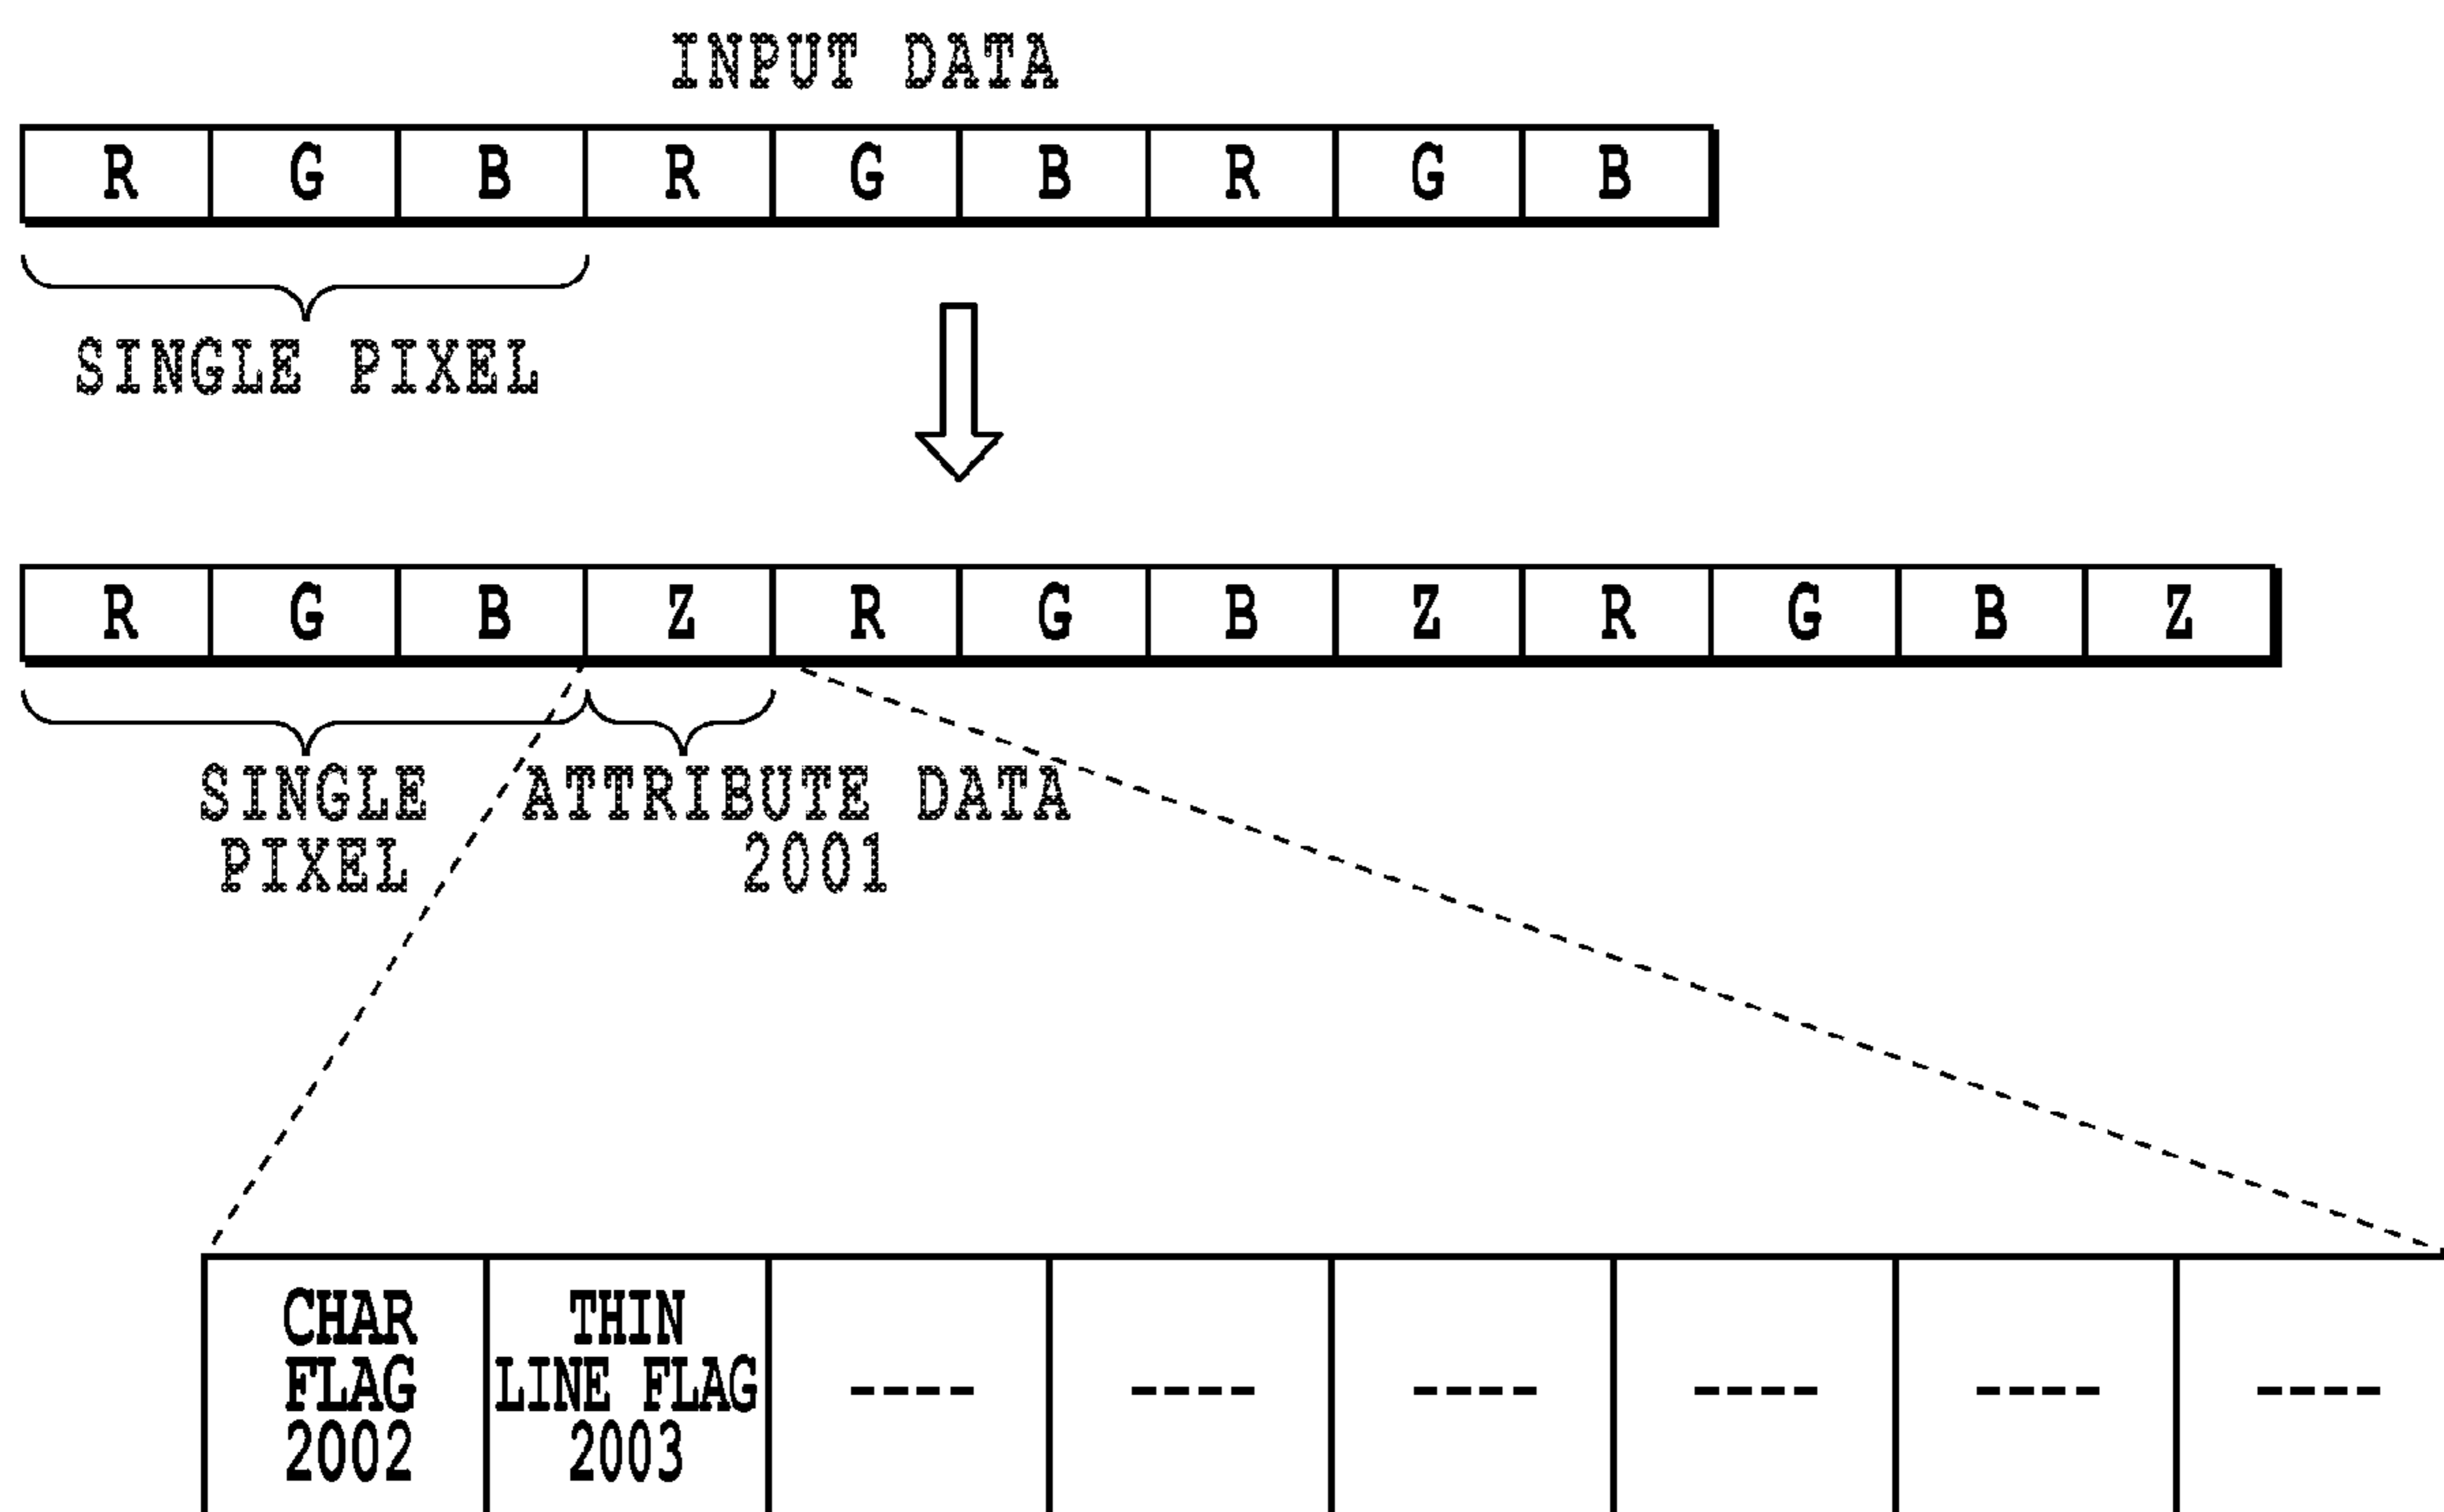 INPUT DATA
R G B R G B R G B
SINGLE PIXEL
R G B Z R G B Z R G B Z
SINGLE PIXEL
ATTRIBUTE DATA 2001
CHAR FLAG 2002
THIN LINE FLAG 2003
---- ---- ---- ---- ---- ----